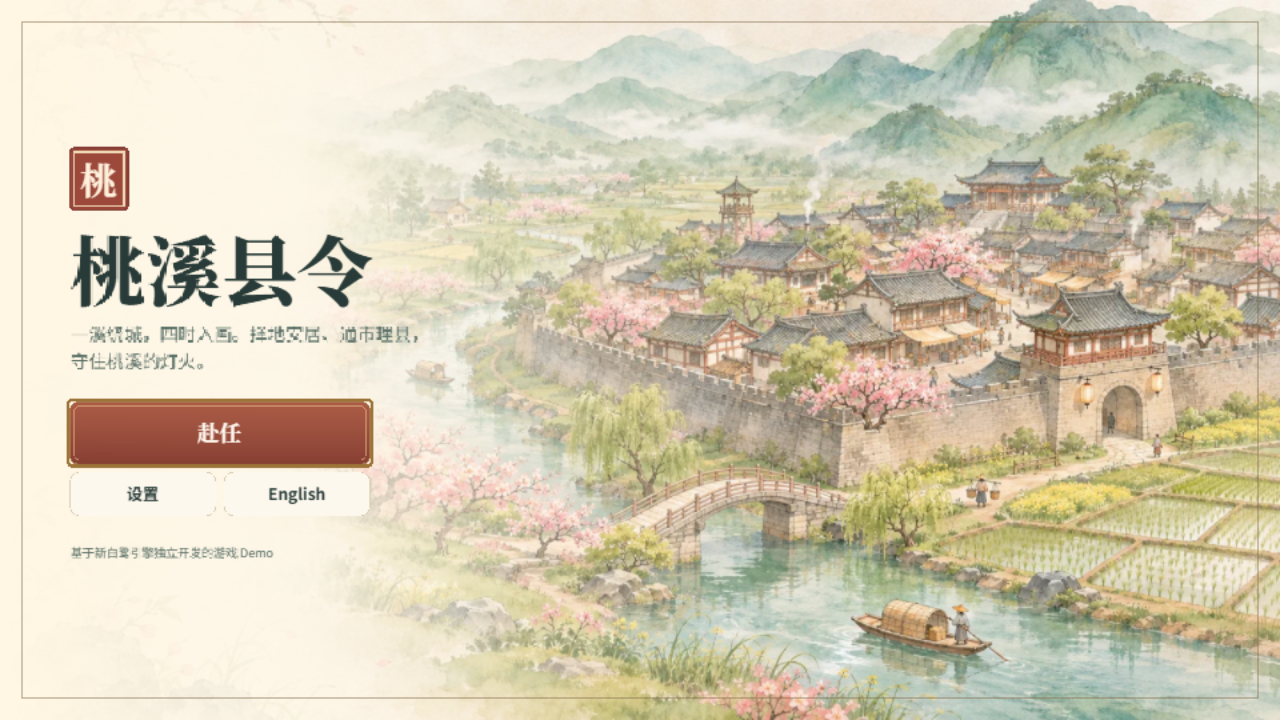 桃
桃溪县令
一溪绕城，四时入画。择地安居、通市理县，
守住桃溪的灯火。
赴任
设置
English
基于新白鹭引擎独立开发的游戏 Demo